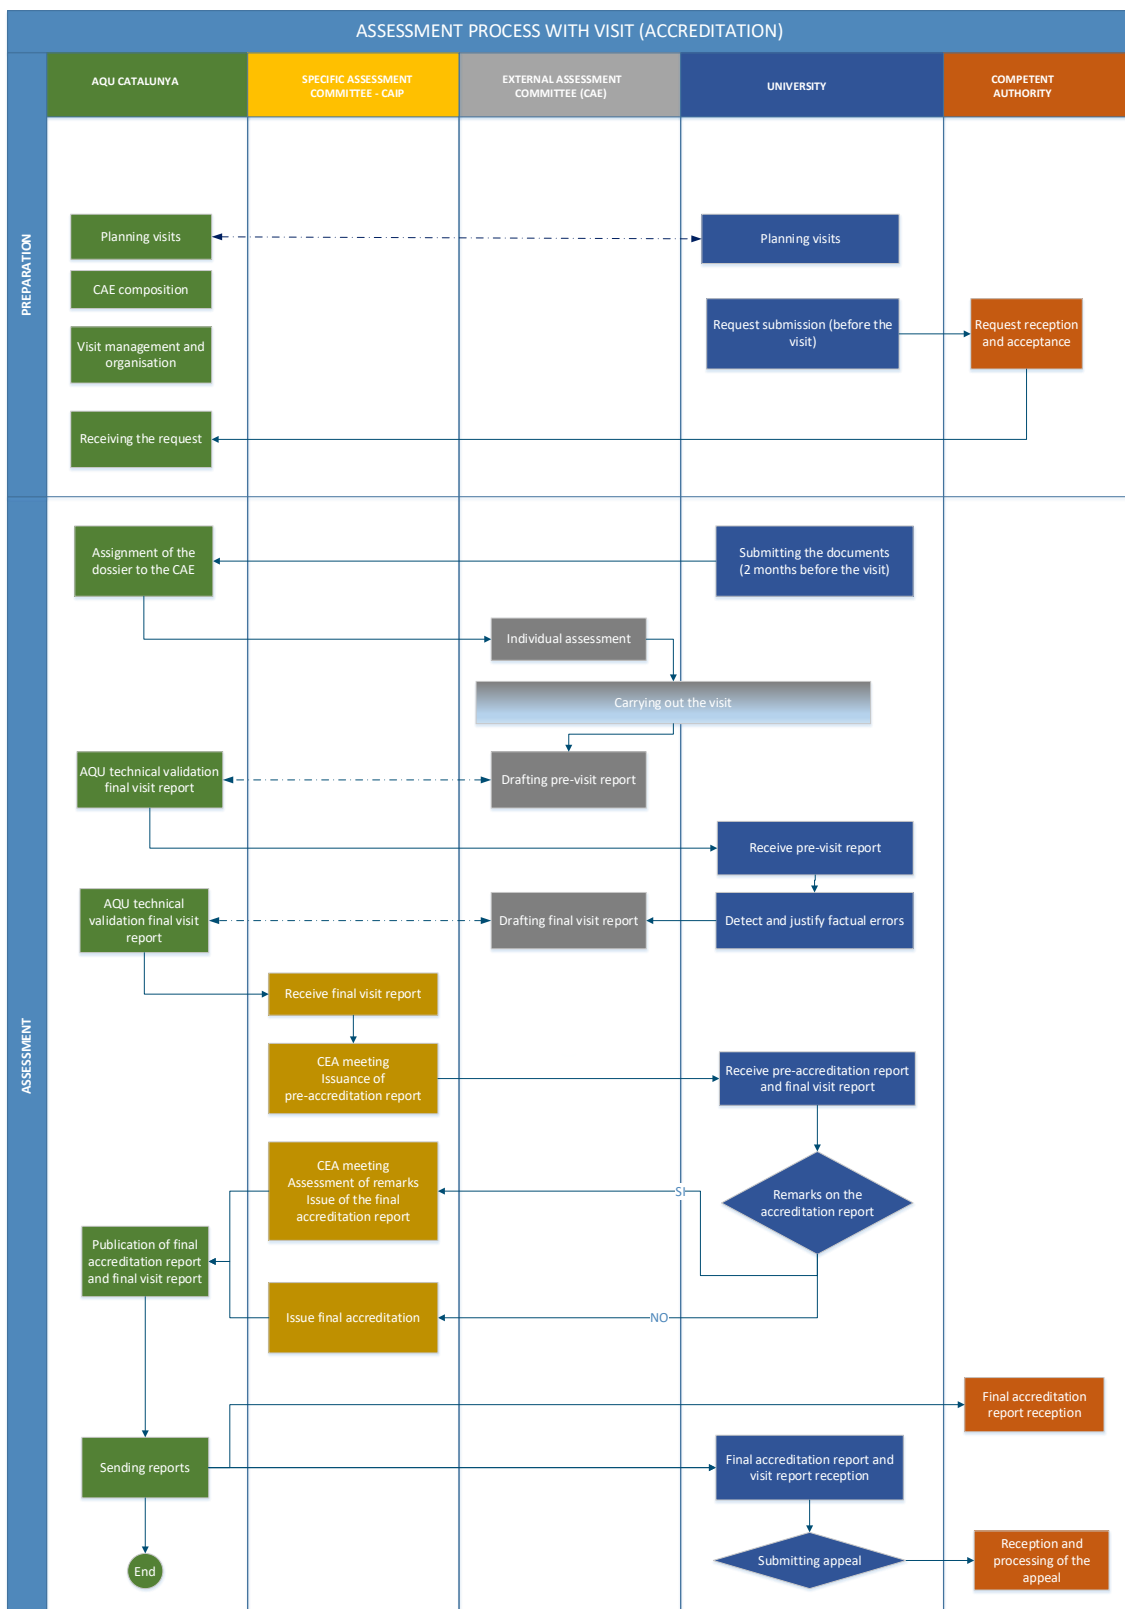 ASSESSMENT PROCESS WITH VISIT (ACCREDITATION)
AQU CATALUNYA
SPECIFIC ASSESSMENT
COMMITTEE - CAIP
EXTERNAL ASSESSMENT
COMMITTEE (CAE)
UNIVERSITY
COMPETENT
AUTHORITY
PREPARATION
Planning visits
Planning visits
CAE composition
Request submission (before the
visit)
Request reception
and acceptance
Visit management and
organisation
Receiving the request
ASSESSMENT
Assignment of the
dossier to the CAE
Submitting the documents
(2 months before the visit)
Individual assessment
Carrying out the visit
AQU technical validation
final visit report
Drafting pre-visit report
Receive pre-visit report
AQU technical
validation final visit
report
Drafting final visit report
Detect and justify factual errors
Receive final visit report
CEA meeting
Issuance of
pre-accreditation report
Receive pre-accreditation report
and final visit report
CEA meeting
Assessment of remarks
Issue of the final
accreditation report
SI
Remarks on the
accreditation report
Publication of final
accreditation report
and final visit report
Issue final accreditation
NO
Final accreditation
report reception
Sending reports
Final accreditation report and
visit report reception
End
Submitting appeal
Reception and
processing of the
appeal